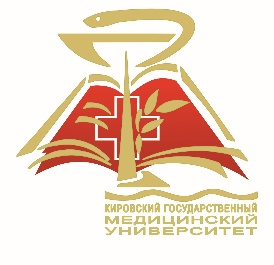 КИРОВСКИЙ ГОСУДАРСТВЕННЫЙ
МЕДИЦИНСКИЙ
УНИВЕРСИТЕТ